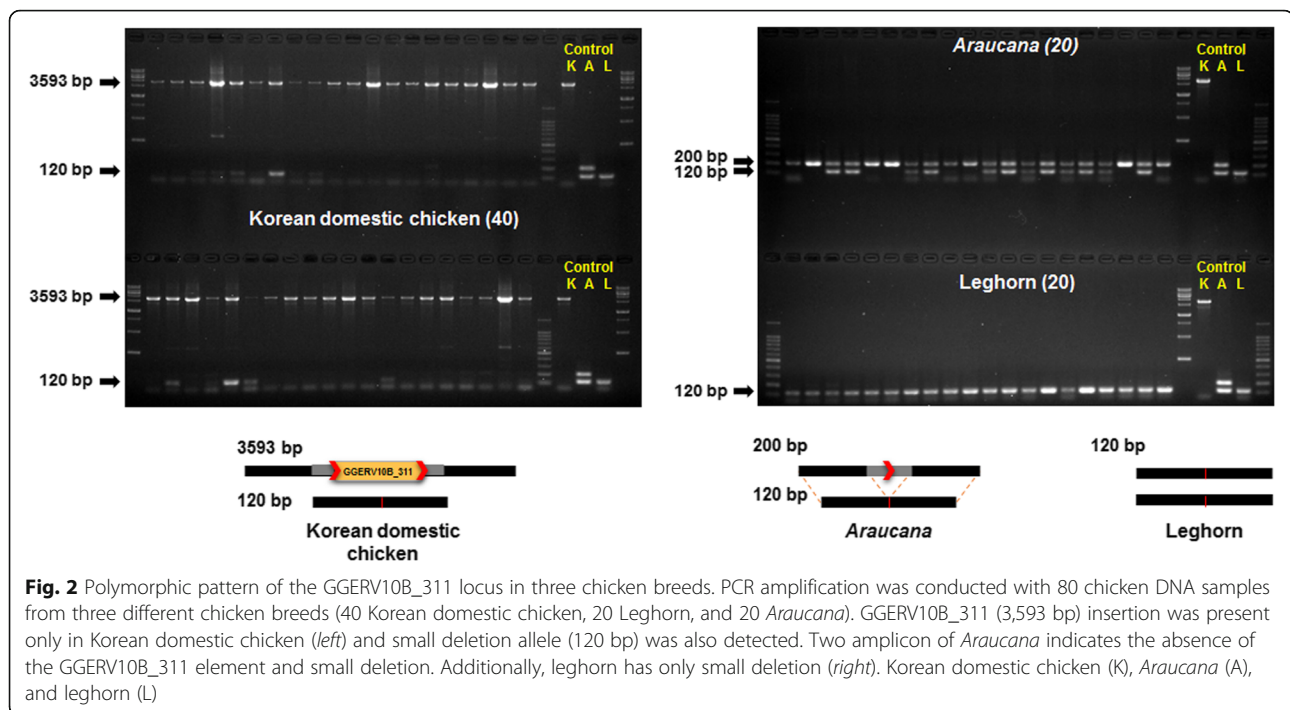 Control
K A L
3593 bp
120 bp
Korean domestic chicken (40)
Control
K A L
3593 bp
120 bp
Araucana (20)
Control
K A L
200 bp
120 bp
Leghorn (20)
Control
K A L
120 bp
3593 bp
GGERV10B_311
120 bp
Korean domestic
chicken
200 bp
120 bp
Araucana
120 bp
Leghorn
Fig. 2 Polymorphic pattern of the GGERV10B_311 locus in three chicken breeds. PCR amplification was conducted with 80 chicken DNA samples
from three different chicken breeds (40 Korean domestic chicken, 20 Leghorn, and 20 Araucana). GGERV10B_311 (3,593 bp) insertion was present
only in Korean domestic chicken (left) and small deletion allele (120 bp) was also detected. Two amplicon of Araucana indicates the absence of
the GGERV10B_311 element and small deletion. Additionally, leghorn has only small deletion (right). Korean domestic chicken (K), Araucana (A),
and leghorn (L)